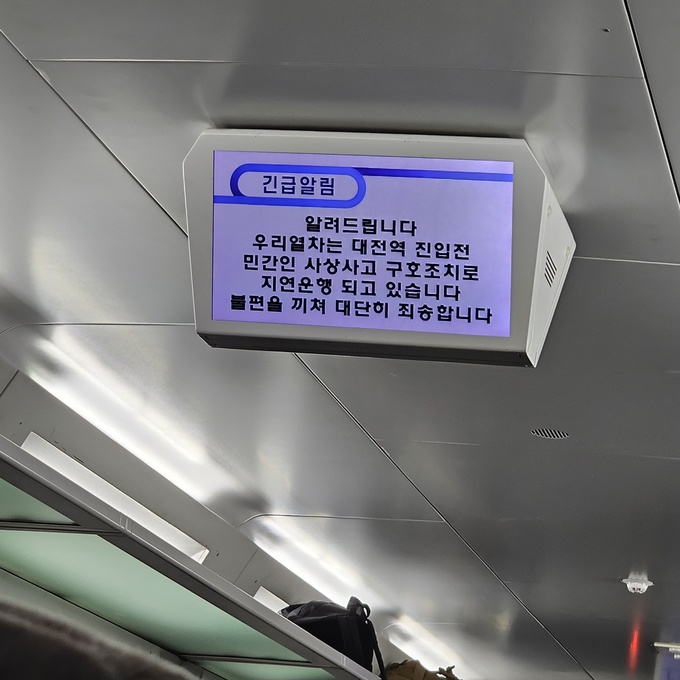 긴급알림
알려드립니다
우리열차는 대전역 진입전
민간인 사상사고 구호조치로
지연운행 되고 있습니다
불편을 끼쳐 대단히 죄송합니다